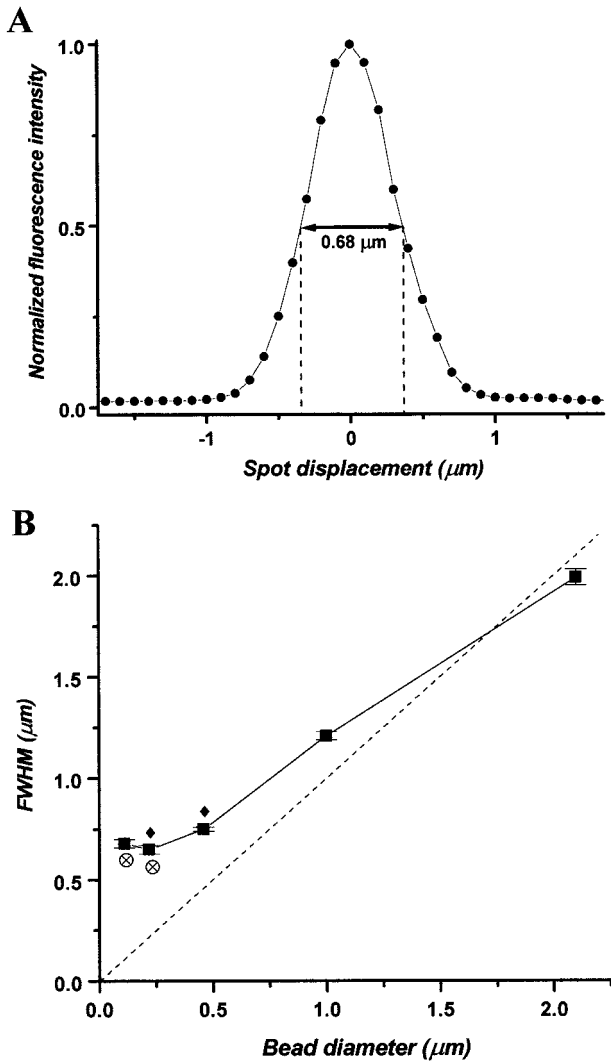 A
Normalized fluorescence intensity
1.0
0.5
0.0
0.68 μm
-1 0 1
Spot displacement (μm)
B
FWHM (μm)
2.0
1.5
1.0
0.5
0.0
0.0 0.5 1.0 1.5 2.0
Bead diameter (μm)